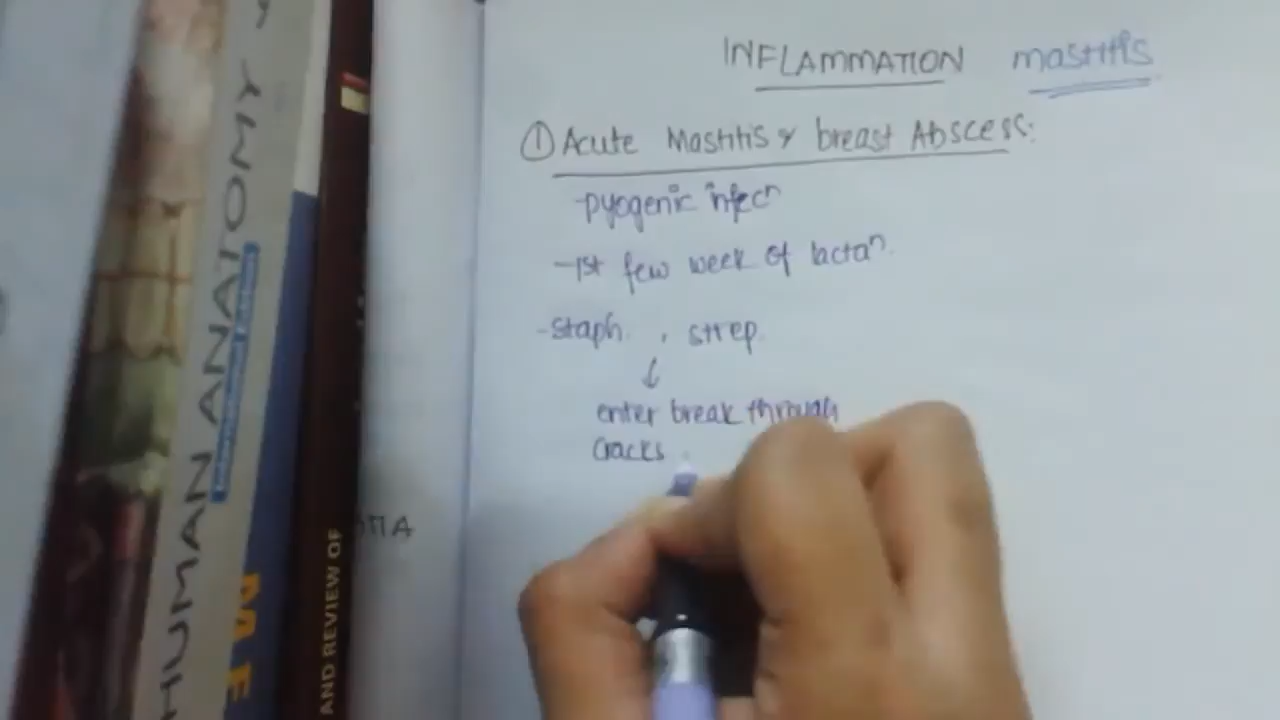 INFLAMMATION mastitis
① Acute Mastitis & breast Abscess:
-pyogenic infecⁿ
-1st few week of lactaⁿ.
-staph. , strep.
↓
enter break through
cracks
HUMAN ANATOMY
AND REVIEW OF